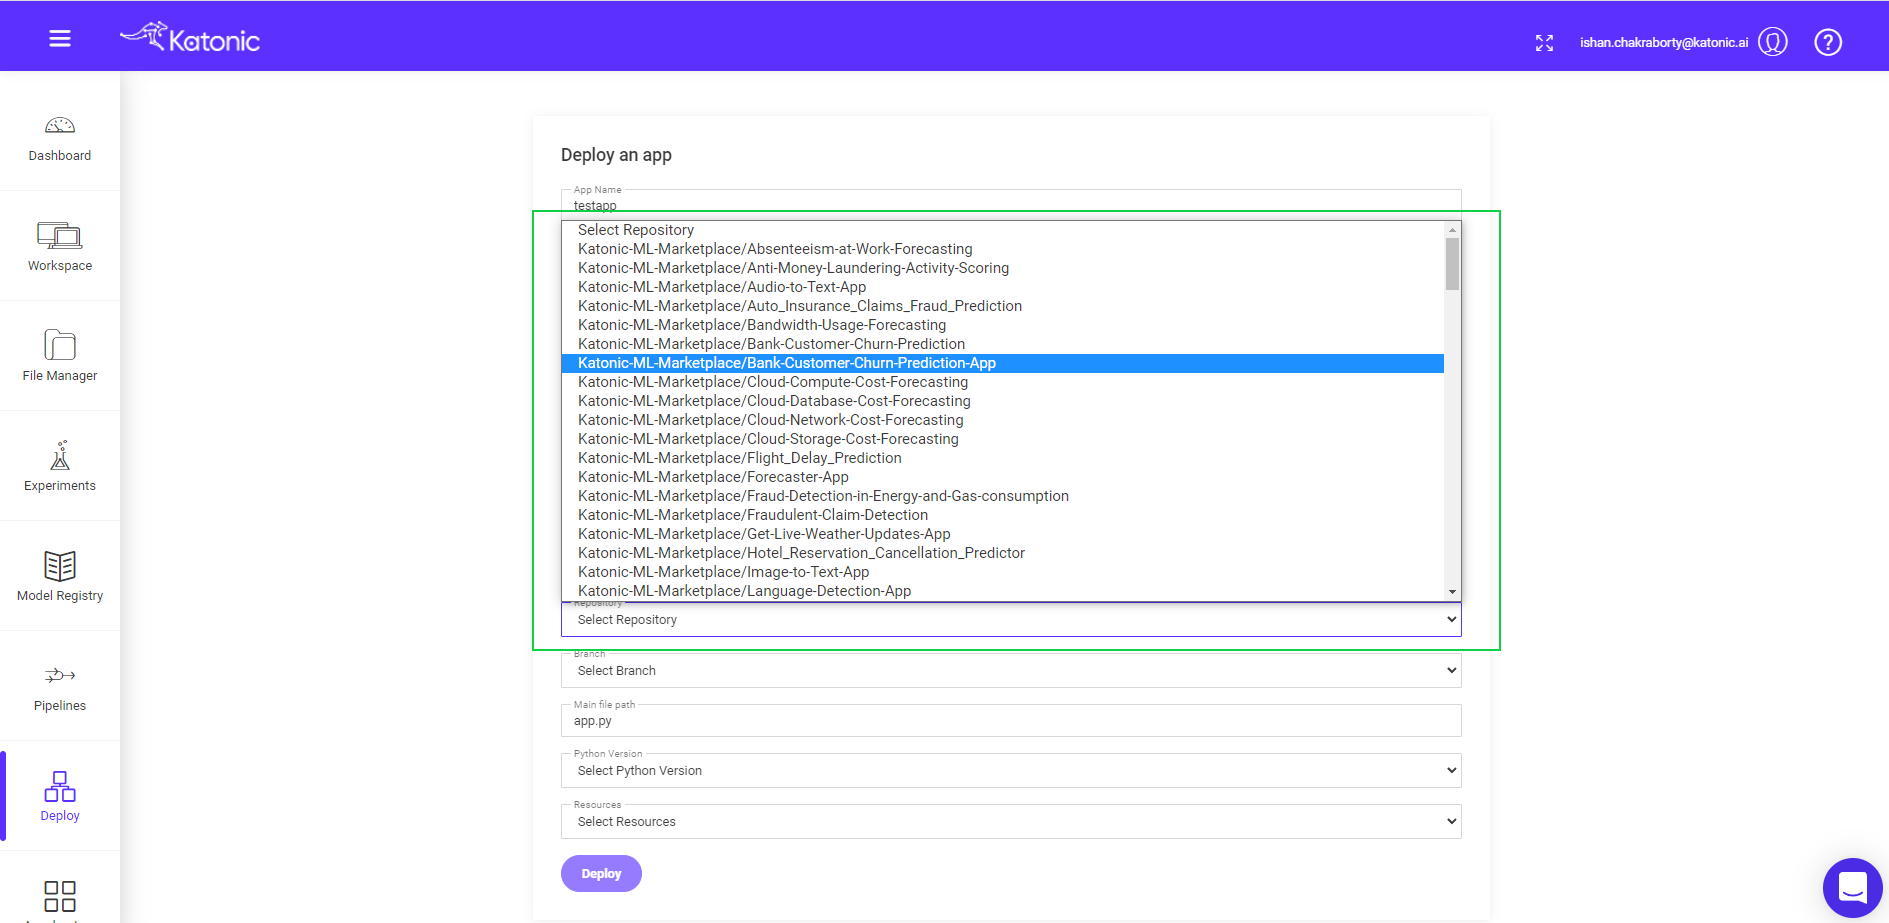 Katonic
ishan.chakraborty@katonic.ai
?
Dashboard
Workspace
File Manager
Experiments
Model Registry
Pipelines
Deploy
Deploy an app
App Name
testapp
Select Repository
Katonic-ML-Marketplace/Absenteeism-at-Work-Forecasting
Katonic-ML-Marketplace/Anti-Money-Laundering-Activity-Scoring
Katonic-ML-Marketplace/Audio-to-Text-App
Katonic-ML-Marketplace/Auto_Insurance_Claims_Fraud_Prediction
Katonic-ML-Marketplace/Bandwidth-Usage-Forecasting
Katonic-ML-Marketplace/Bank-Customer-Churn-Prediction
Katonic-ML-Marketplace/Bank-Customer-Churn-Prediction-App
Katonic-ML-Marketplace/Cloud-Compute-Cost-Forecasting
Katonic-ML-Marketplace/Cloud-Database-Cost-Forecasting
Katonic-ML-Marketplace/Cloud-Network-Cost-Forecasting
Katonic-ML-Marketplace/Cloud-Storage-Cost-Forecasting
Katonic-ML-Marketplace/Flight_Delay_Prediction
Katonic-ML-Marketplace/Forecaster-App
Katonic-ML-Marketplace/Fraud-Detection-in-Energy-and-Gas-consumption
Katonic-ML-Marketplace/Fraudulent-Claim-Detection
Katonic-ML-Marketplace/Get-Live-Weather-Updates-App
Katonic-ML-Marketplace/Hotel_Reservation_Cancellation_Predictor
Katonic-ML-Marketplace/Image-to-Text-App
Katonic-ML-Marketplace/Language-Detection-App
Repository
Select Repository
Branch
Select Branch
Main file path
app.py
Python Version
Select Python Version
Resources
Select Resources
Deploy